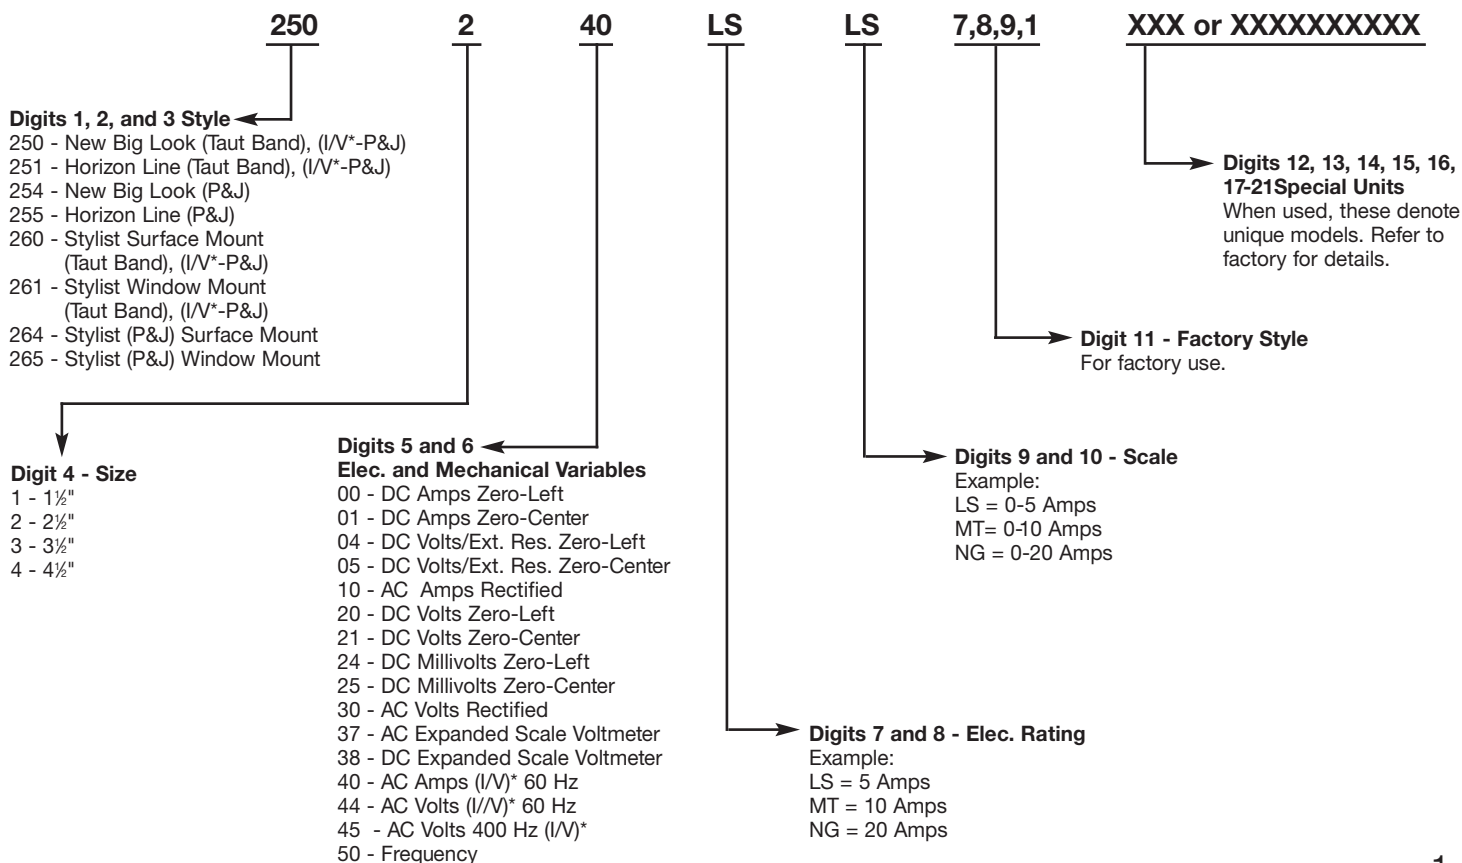 250 2 40 LS LS 7,8,9,1 XXX or XXXXXXXXXX
Digits 1, 2, and 3 Style
250 - New Big Look (Taut Band), (I/V*-P&J)
251 - Horizon Line (Taut Band), (I/V*-P&J)
254 - New Big Look (P&J)
255 - Horizon Line (P&J)
260 - Stylist Surface Mount
(Taut Band), (I/V*-P&J)
261 - Stylist Window Mount
(Taut Band), (I/V*-P&J)
264 - Stylist (P&J) Surface Mount
265 - Stylist (P&J) Window Mount
Digit 4 - Size
1 - 1½"
2 - 2½"
3 - 3½"
4 - 4½"
Digits 5 and 6
Elec. and Mechanical Variables
00 - DC Amps Zero-Left
01 - DC Amps Zero-Center
04 - DC Volts/Ext. Res. Zero-Left
05 - DC Volts/Ext. Res. Zero-Center
10 - AC  Amps Rectified
20 - DC Volts Zero-Left
21 - DC Volts Zero-Center
24 - DC Millivolts Zero-Left
25 - DC Millivolts Zero-Center
30 - AC Volts Rectified
37 - AC Expanded Scale Voltmeter
38 - DC Expanded Scale Voltmeter
40 - AC Amps (I/V)* 60 Hz
44 - AC Volts (I//V)* 60 Hz
45  - AC Volts 400 Hz (I/V)*
50 - Frequency
Digits 7 and 8 - Elec. Rating
Example:
LS = 5 Amps
MT = 10 Amps
NG = 20 Amps
Digits 9 and 10 - Scale
Example:
LS = 0-5 Amps
MT= 0-10 Amps
NG = 0-20 Amps
Digit 11 - Factory Style
For factory use.
Digits 12, 13, 14, 15, 16,
17-21Special Units
When used, these denote
unique models. Refer to
factory for details.